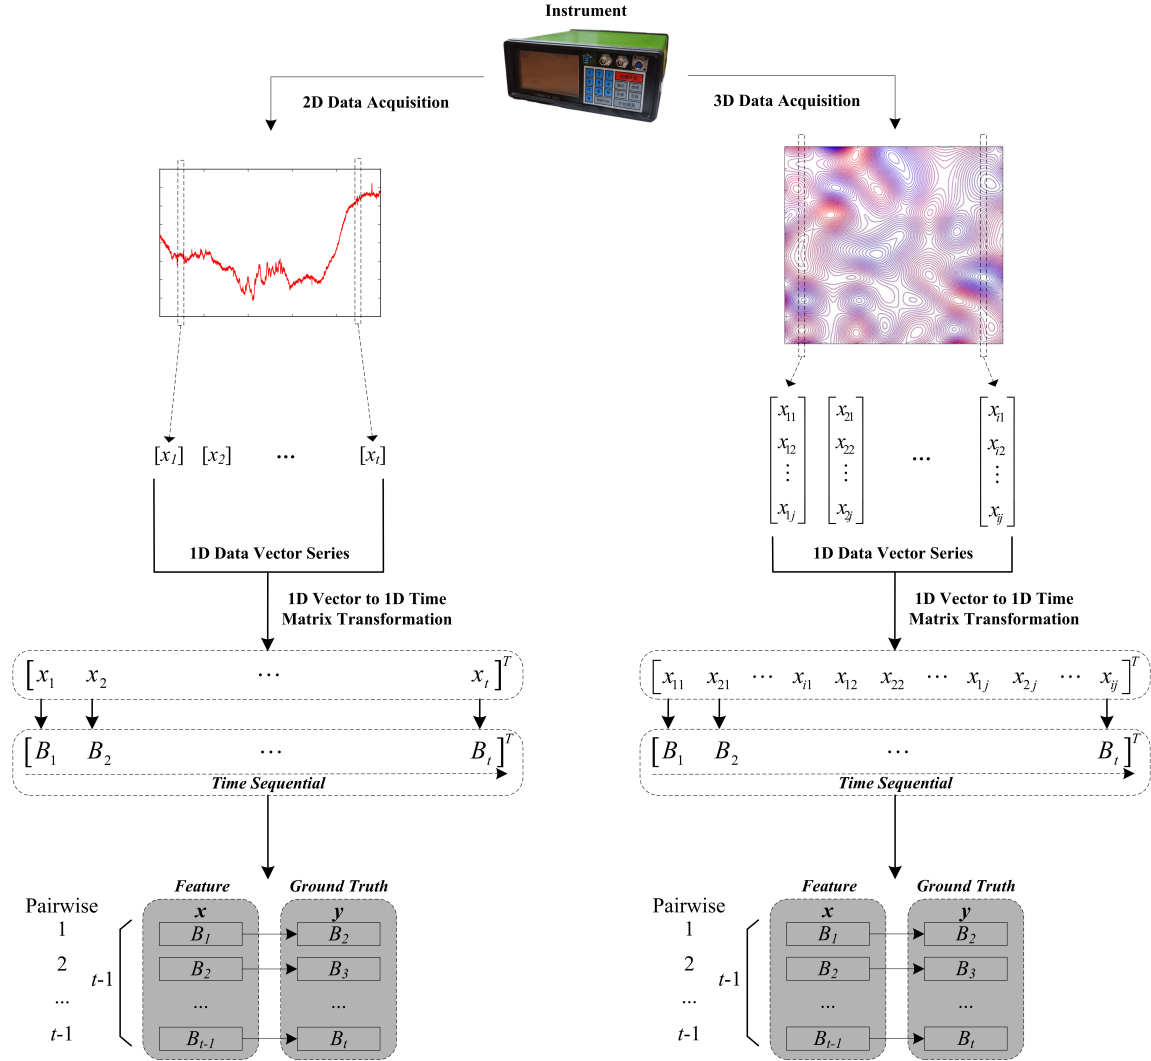 Instrument
2D Data Acquisition
3D Data Acquisition
[x1] [x2] ... [xt]
x11 x21 ... xi1
x12 x22 xi2
⋮ ⋮ ⋮
x1j x2j xij
1D Data Vector Series
1D Data Vector Series
1D Vector to 1D Time
Matrix Transformation
1D Vector to 1D Time
Matrix Transformation
[x1 x2 ... xt]T
[x11 x21 ... xi1 x12 x22 ... x1j x2j ... xij]T
[B1 B2 ... Bt]T
Time Sequential
[B1 B2 ... Bt]T
Time Sequential
Feature Ground Truth
Pairwise x y
1 B1 B2
2 B2 B3
t-1
... ... ...
t-1 Bt-1 Bt
Feature Ground Truth
Pairwise x y
1 B1 B2
2 B2 B3
t-1
... ... ...
t-1 Bt-1 Bt